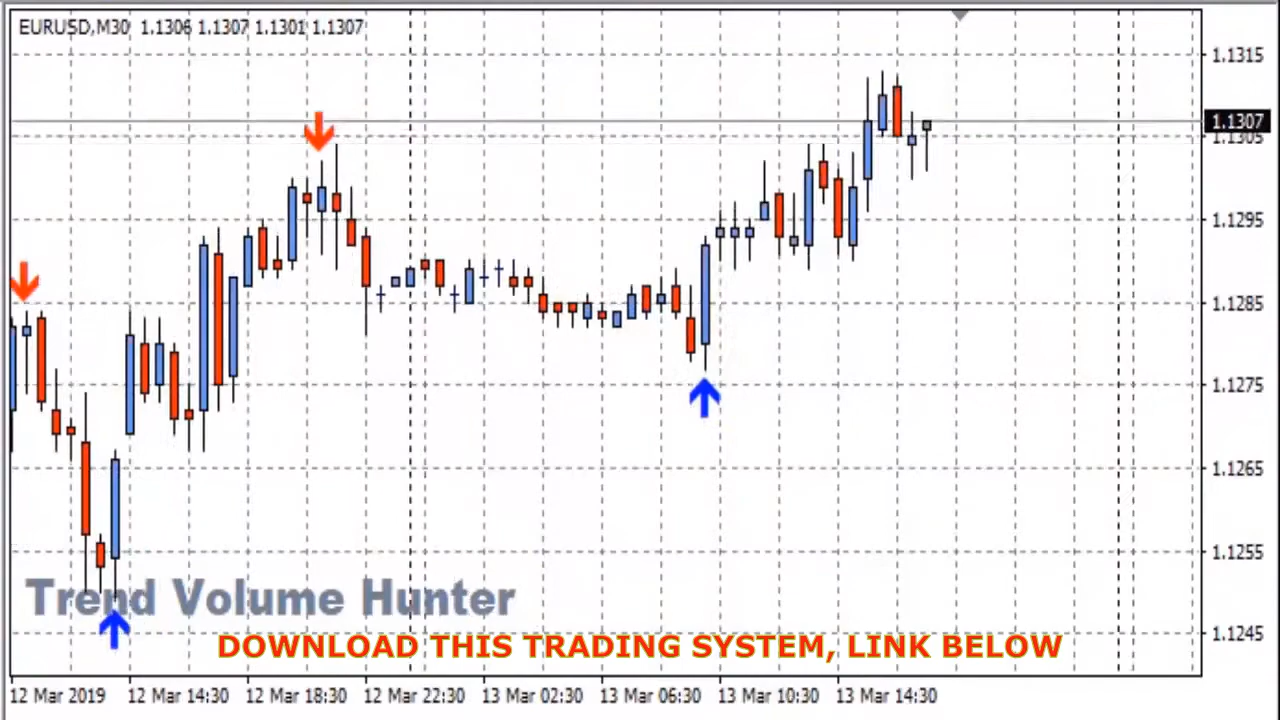 EURUSD,M30 1.1306 1.1307 1.1301 1.1307
1.1315
1.1307
1.1305
1.1295
1.1285
1.1275
1.1265
1.1255
1.1245
Trend Volume Hunter
DOWNLOAD THIS TRADING SYSTEM, LINK BELOW
12 Mar 2019 12 Mar 14:30 12 Mar 18:30 12 Mar 22:30 13 Mar 02:30 13 Mar 06:30 13 Mar 10:30 13 Mar 14:30